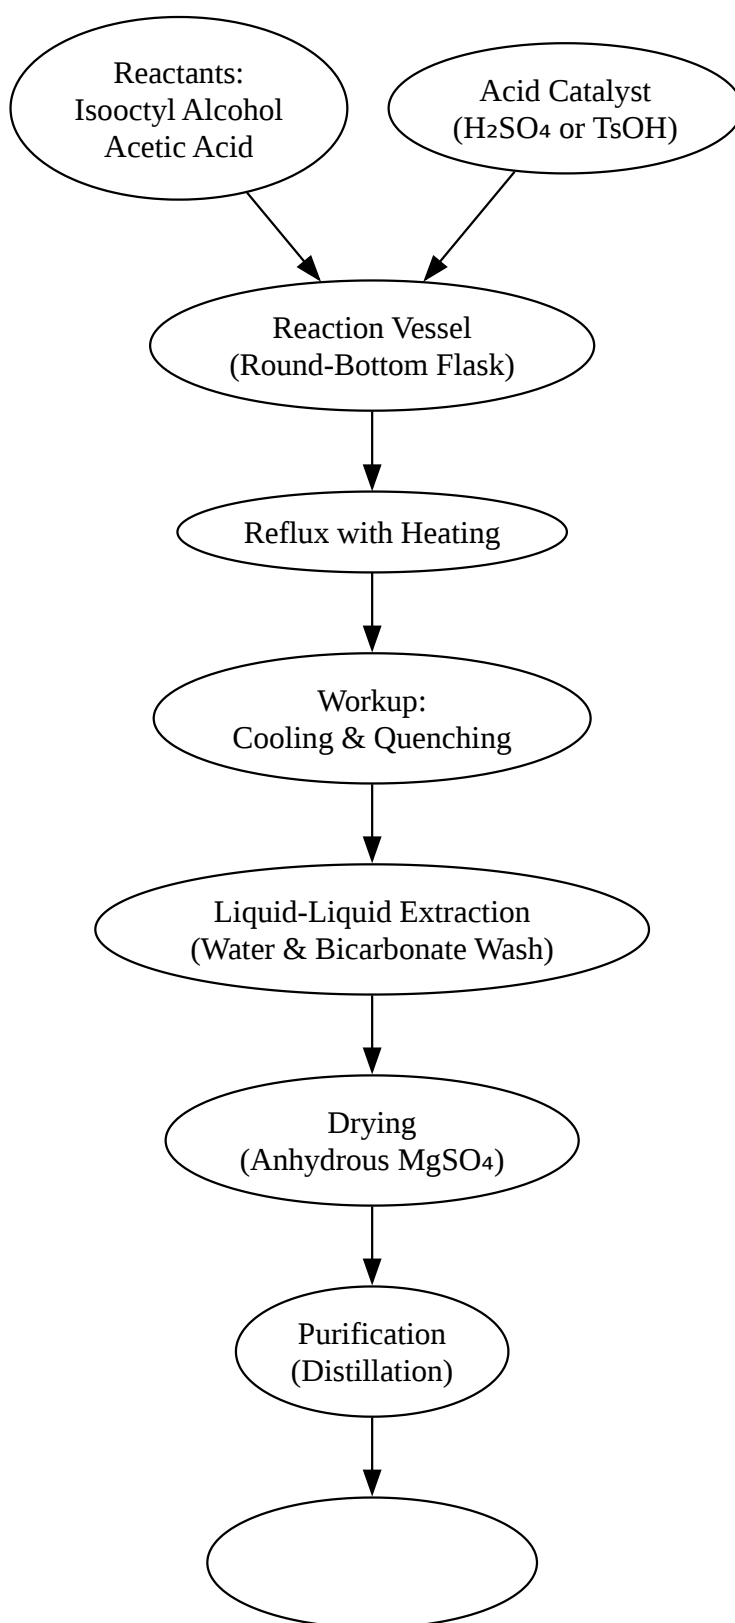 Reactants:
Isooctyl Alcohol
Acetic Acid
Acid Catalyst
(H₂SO₄ or TsOH)
Reaction Vessel
(Round-Bottom Flask)
Reflux with Heating
Workup:
Cooling & Quenching
Liquid-Liquid Extraction
(Water & Bicarbonate Wash)
Drying
(Anhydrous MgSO₄)
Purification
(Distillation)